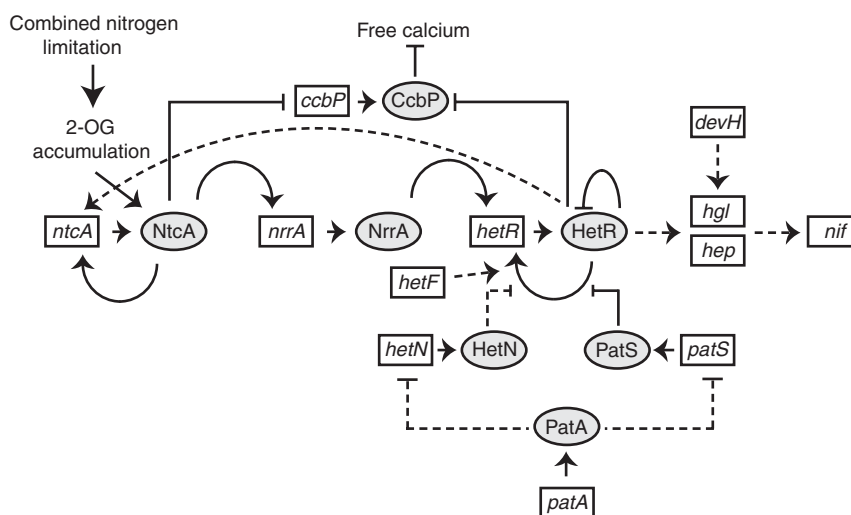 Combined nitrogen
limitation
Free calcium
ccbP
CcbP
2-OG
accumulation
devH
hgl
hep
nif
ntcA
NtcA
nrrA
NrrA
hetR
HetR
hetF
hetN
HetN
PatS
patS
PatA
patA